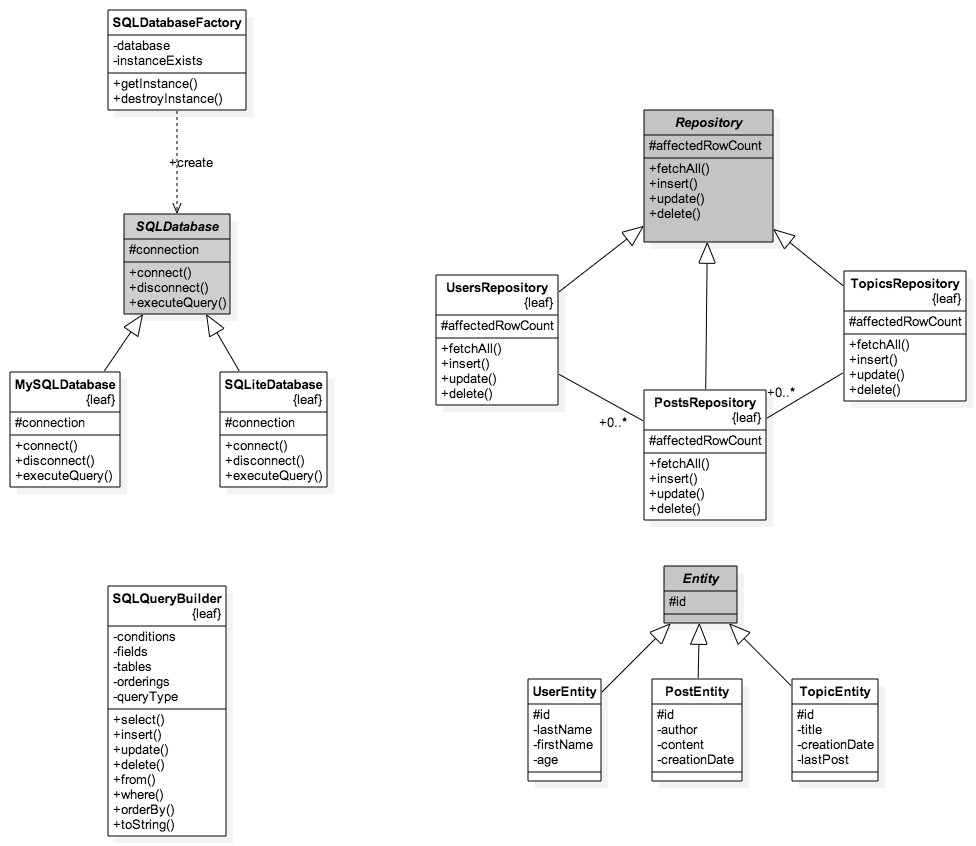 SQLDatabaseFactory
-database
-instanceExists
+getInstance()
+destroyInstance()
+create
SQLDatabase
#connection
+connect()
+disconnect()
+executeQuery()
MySQLDatabase
{leaf}
#connection
+connect()
+disconnect()
+executeQuery()
SQLiteDatabase
{leaf}
#connection
+connect()
+disconnect()
+executeQuery()
Repository
#affectedRowCount
+fetchAll()
+insert()
+update()
+delete()
UsersRepository
{leaf}
#affectedRowCount
+fetchAll()
+insert()
+update()
+delete()
TopicsRepository
{leaf}
#affectedRowCount
+fetchAll()
+insert()
+update()
+delete()
+0..*
+0..*
PostsRepository
{leaf}
#affectedRowCount
+fetchAll()
+insert()
+update()
+delete()
SQLQueryBuilder
{leaf}
-conditions
-fields
-tables
-orderings
-queryType
+select()
+insert()
+update()
+delete()
+from()
+where()
+orderBy()
+toString()
Entity
#id
UserEntity
#id
-lastName
-firstName
-age
PostEntity
#id
-author
-content
-creationDate
TopicEntity
#id
-title
-creationDate
-lastPost